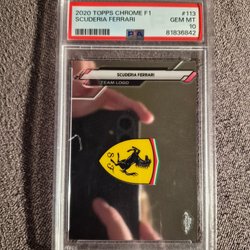 2020 TOPPS CHROME F1 #113
SCUDERIA FERRARI GEM MT
PSA 10
81836842
SCUDERIA FERRARI
TEAM LOGO
S F